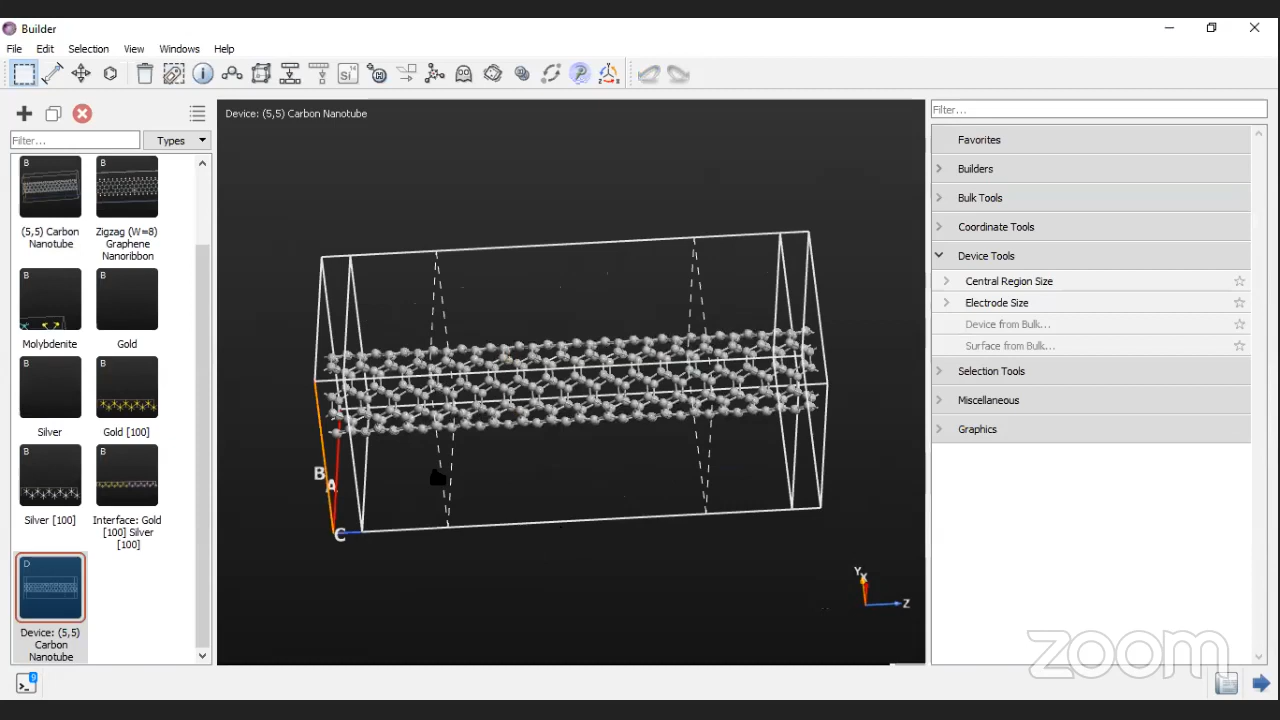 Builder
File Edit Selection View Windows Help
Si 14
Filter... Types
B
B
(5,5) Carbon
Nanotube
Zigzag (W=8)
Graphene
Nanoribbon
B
B
Molybdenite
Gold
B
B
Silver
Gold [100]
B
B
Silver [100]
Interface: Gold
[100] Silver
[100]
D
Device: (5,5)
Carbon
Nanotube
9
Device: (5,5) Carbon Nanotube
B
A
C
Y
X
Z
Filter...
Favorites
Builders
Bulk Tools
Coordinate Tools
Device Tools
Central Region Size
Electrode Size
Device from Bulk...
Surface from Bulk...
Selection Tools
Miscellaneous
Graphics
zoom